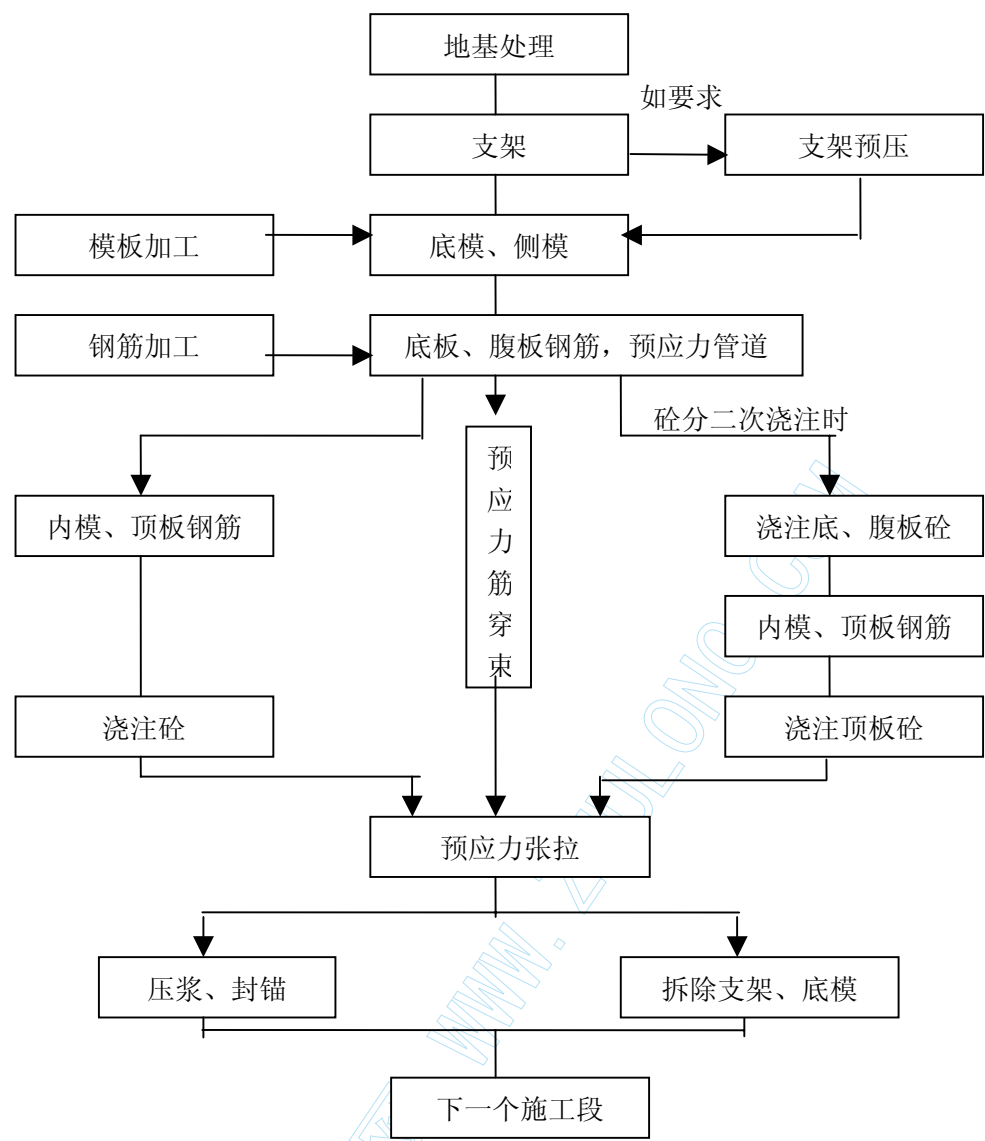 地基处理
如要求
支架
支架预压
模板加工
底模、侧模
钢筋加工
底板、腹板钢筋，预应力管道
砼分二次浇注时
预应力筋穿束
内模、顶板钢筋
浇注底、腹板砼
内模、顶板钢筋
浇注砼
浇注顶板砼
预应力张拉
压浆、封锚
拆除支架、底模
下一个施工段
WWW.ZHULONG.COM